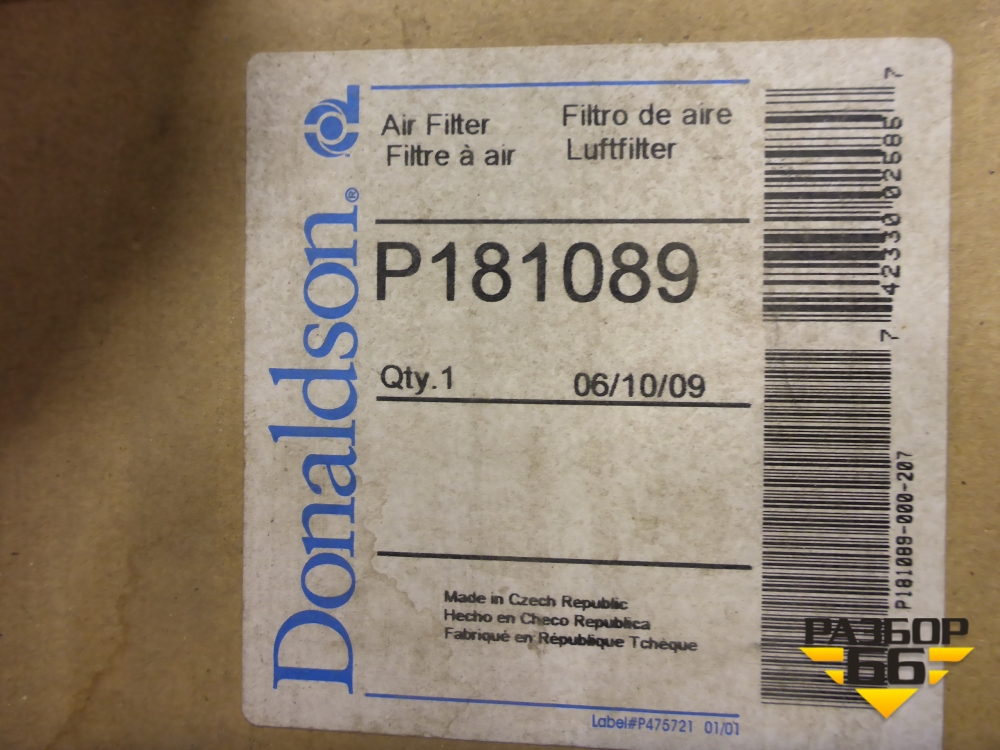 Donaldson®
Air Filter
Filtro de aire
Filtre à air
Luftfilter
P181089
Qty.1
06/10/09
Made in Czech Republic
Hecho en Checo Republica
Fabriqué en République Tchèque
Label#P475721 01/01
7 42330 02585 7
P181089-000-207
РАЗБОР
66